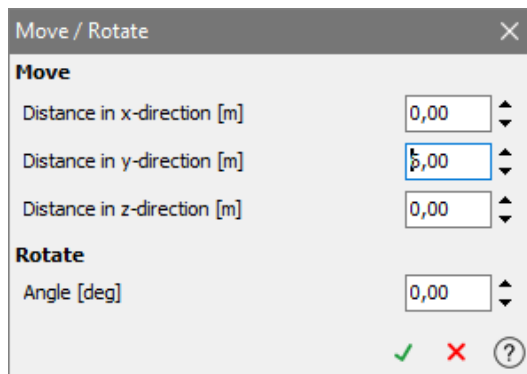 Move / Rotate
Move
Distance in x-direction [m] 0,00
Distance in y-direction [m] 5,00
Distance in z-direction [m] 0,00
Rotate
Angle [deg] 0,00
?